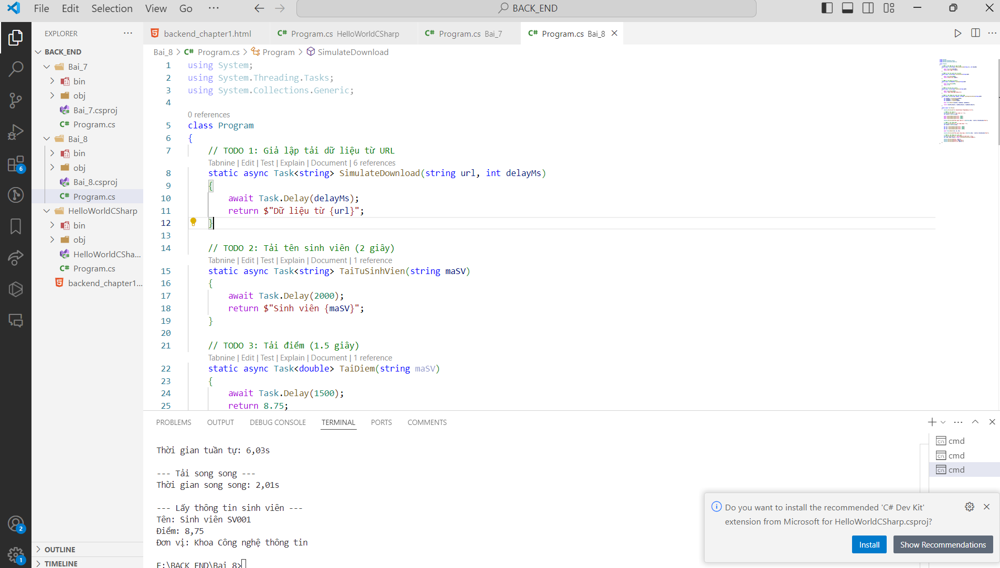 File Edit Selection View Go ··· BACK_END
EXPLORER ···
BACK_END
Bai_7
bin
obj
Bai_7.csproj
Program.cs
Bai_8
bin
obj
Bai_8.csproj
Program.cs
HelloWorldCSharp
bin
obj
HelloWorldCSha...
Program.cs
backend_chapter1...
OUTLINE
TIMELINE
6
2
1
backend_chapter1.html C# Program.cs HelloWorldCSharp C# Program.cs Bai_7 C# Program.cs Bai_8
Bai_8 > C# Program.cs > Program > SimulateDownload
1 using System;
2 using System.Threading.Tasks;
3 using System.Collections.Generic;
4
0 references
5 class Program
6 {
7 // TODO 1: Giả lập tải dữ liệu từ URL
Tabnine | Edit | Test | Explain | Document | 6 references
8 static async Task<string> SimulateDownload(string url, int delayMs)
9 {
10 await Task.Delay(delayMs);
11 return $"Dữ liệu từ {url}";
12 }
13
14 // TODO 2: Tải tên sinh viên (2 giây)
Tabnine | Edit | Test | Explain | Document | 1 reference
15 static async Task<string> TaiTuSinhVien(string maSV)
16 {
17 await Task.Delay(2000);
18 return $"Sinh viên {maSV}";
19 }
20
21 // TODO 3: Tải điểm (1.5 giây)
Tabnine | Edit | Test | Explain | Document | 1 reference
22 static async Task<double> TaiDiem(string maSV)
23 {
24 await Task.Delay(1500);
25 return 8.75;
PROBLEMS OUTPUT DEBUG CONSOLE TERMINAL PORTS COMMENTS
Thời gian tuần tự: 6,03s
--- Tải song song ---
Thời gian song song: 2,01s
--- Lấy thông tin sinh viên ---
Tên: Sinh viên SV001
Điểm: 8,75
Đơn vị: Khoa Công nghệ thông tin
E:\BACK_END\Bai_8>
cmd
cmd
cmd
Do you want to install the recommended 'C# Dev Kit'
extension from Microsoft for HelloWorldCSharp.csproj?
Install Show Recommendations